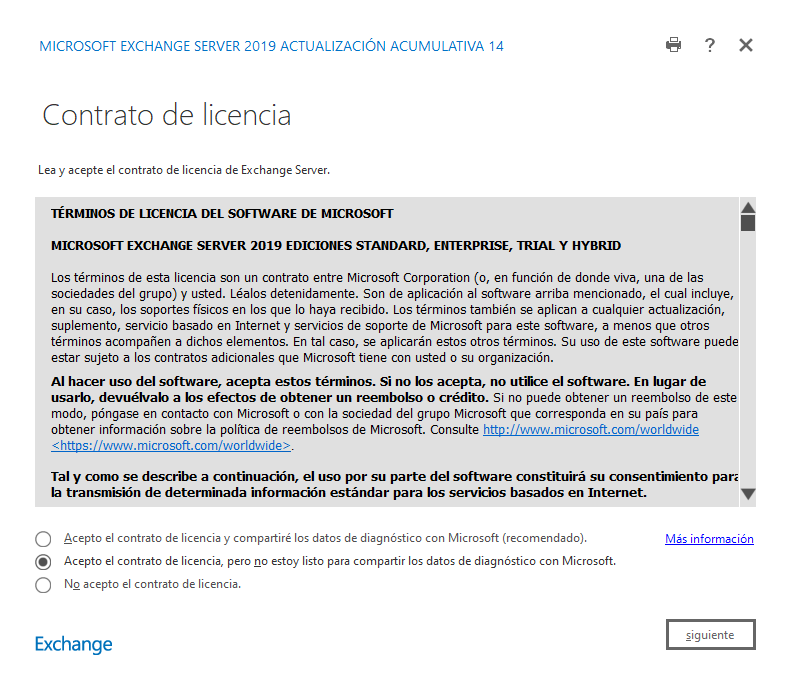 MICROSOFT EXCHANGE SERVER 2019 ACTUALIZACIÓN ACUMULATIVA 14
?
Contrato de licencia
Lea y acepte el contrato de licencia de Exchange Server.
TÉRMINOS DE LICENCIA DEL SOFTWARE DE MICROSOFT
MICROSOFT EXCHANGE SERVER 2019 EDICIONES STANDARD, ENTERPRISE, TRIAL Y HYBRID
Los términos de esta licencia son un contrato entre Microsoft Corporation (o, en función de donde viva, una de las
sociedades del grupo) y usted. Léalos detenidamente. Son de aplicación al software arriba mencionado, el cual incluye,
en su caso, los soportes físicos en los que lo haya recibido. Los términos también se aplican a cualquier actualización,
suplemento, servicio basado en Internet y servicios de soporte de Microsoft para este software, a menos que otros
términos acompañen a dichos elementos. En tal caso, se aplicarán estos otros términos. Su uso de este software puede
estar sujeto a los contratos adicionales que Microsoft tiene con usted o su organización.
Al hacer uso del software, acepta estos términos. Si no los acepta, no utilice el software. En lugar de
usarlo, devuélvalo a los efectos de obtener un reembolso o crédito. Si no puede obtener un reembolso de este
modo, póngase en contacto con Microsoft o con la sociedad del grupo Microsoft que corresponda en su país para
obtener información sobre la política de reembolsos de Microsoft. Consulte http://www.microsoft.com/worldwide
<https://www.microsoft.com/worldwide>.
Tal y como se describe a continuación, el uso por su parte del software constituirá su consentimiento para
la transmisión de determinada información estándar para los servicios basados en Internet.
Acepto el contrato de licencia y compartiré los datos de diagnóstico con Microsoft (recomendado).
Más información
Acepto el contrato de licencia, pero no estoy listo para compartir los datos de diagnóstico con Microsoft.
No acepto el contrato de licencia.
Exchange
siguiente